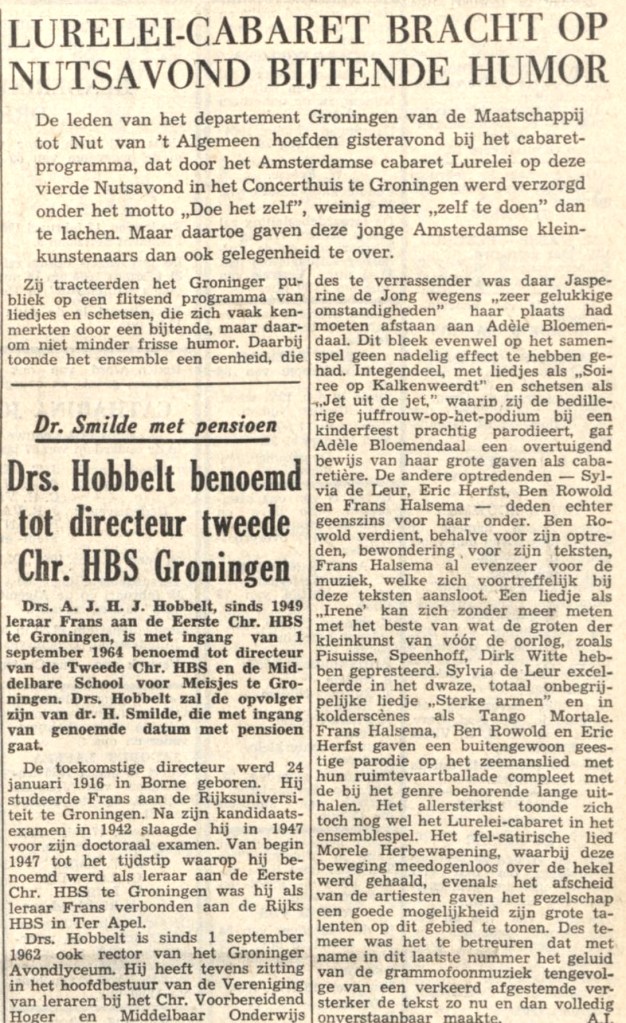 LURELEI-CABARET BRACHT OP
NUTSAVOND BIJTENDE HUMOR
De leden van het departement Groningen van de Maatschappij
tot Nut van 't Algemeen hoefden gisteravond bij het cabaret-
programma, dat door het Amsterdamse cabaret Lurelei op deze
vierde Nutsavond in het Concerthuis te Groningen werd verzorgd
onder het motto „Doe het zelf", weinig meer „zelf te doen" dan
te lachen. Maar daartoe gaven deze jonge Amsterdamse klein-
kunstenaars dan ook gelegenheid te over.
Zij tracteerden het Groninger pu-
bliek op een flitsend programma van
liedjes en schetsen, die zich vaak ken-
merkten door een bijtende, maar daar-
om niet minder frisse humor. Daarbij
toonde het ensemble een eenheid, die
des te verrassender was daar Jaspe-
rine de Jong wegens „zeer gelukkige
omstandigheden" haar plaats had
moeten afstaan aan Adèle Bloemen-
daal. Dit bleek evenwel op het samen-
spel geen nadelig effect te hebben ge-
had. Integendeel, met liedjes als „Soi-
ree op Kalkenweerdt" en schetsen als
„Jet uit de jet," waarin zij de bedille-
rige juffrouw-op-het-podium bij een
kinderfeest prachtig parodieert, gaf
Adèle Bloemendaal een overtuigend
bewijs van haar grote gaven als caba-
retière. De andere optredenden — Syl-
via de Leur, Eric Herfst, Ben Rowold
en Frans Halsema — deden echter
geenszins voor haar onder. Ben Ro-
wold verdient, behalve voor zijn optre-
den, bewondering voor zijn teksten,
Frans Halsema al evenzeer voor de
muziek, welke zich voortreffelijk bij
deze teksten aansloot. Een liedje als
„Irene' kan zich zonder meer meten
met het beste van wat de groten der
kleinkunst van vóór de oorlog, zoals
Pisuisse, Speenhoff, Dirk Witte heb-
ben gepresteerd. Sylvia de Leur excel-
leerde in het dwaze, totaal onbegrij-
pelijke liedje „Sterke armen" en in
kolderscènes als Tango Mortale.
Frans Halsema, Ben Rowold en Eric
Herfst gaven een buitengewoon gees-
tige parodie op het zeemanslied met
hun ruimtevaartballade compleet met
de bij het genre behorende lange uit-
halen. Het allersterkst toonde zich
toch nog wel het Lurelei-cabaret in het
ensemblespel. Het fel-satirische lied
Morele Herbewapening, waarbij deze
beweging meedogenloos over de hekel
werd gehaald, evenals het afscheid
van de artiesten gaven het gezelschap
een goede mogelijkheid zijn grote ta-
lenten op dit gebied te tonen. Des te-
meer was het te betreuren dat met
name in dit laatste nummer het geluid
van de grammofoonmuziek tengevol-
ge van een verkeerd afgestemde ver-
sterker de tekst zo nu en dan volledig
onverstaanbaar maakte. A.T.
Dr. Smilde met pensioen
Drs. Hobbelt benoemd
tot directeur tweede
Chr. HBS Groningen
Drs. A. J. H. J. Hobbelt, sinds 1949
leraar Frans aan de Eerste Chr. HBS
te Groningen, is met ingang van 1
september 1964 benoemd tot directeur
van de Tweede Chr. HBS en de Mid-
delbare School voor Meisjes te Gro-
ningen. Drs. Hobbelt zal de opvolger
zijn van dr. H. Smilde, die met ingang
van genoemde datum met pensioen
gaat.
De toekomstige directeur werd 24
januari 1916 in Borne geboren. Hij
studeerde Frans aan de Rijksuniversi-
teit te Groningen. Na zijn kandidaats-
examen in 1942 slaagde hij in 1947
voor zijn doctoraal examen. Van begin
1947 tot het tijdstip waarop hij be-
noemd werd als leraar aan de Eerste
Chr. HBS te Groningen was hij als
leraar Frans verbonden aan de Rijks
HBS in Ter Apel.
Drs. Hobbelt is sinds 1 september
1962 ook rector van het Groninger
Avondlyceum. Hij heeft tevens zitting
in het hoofdbestuur van de Vereniging
van leraren bij het Chr. Voorbereidend
Hoger en Middelbaar Onderwijs